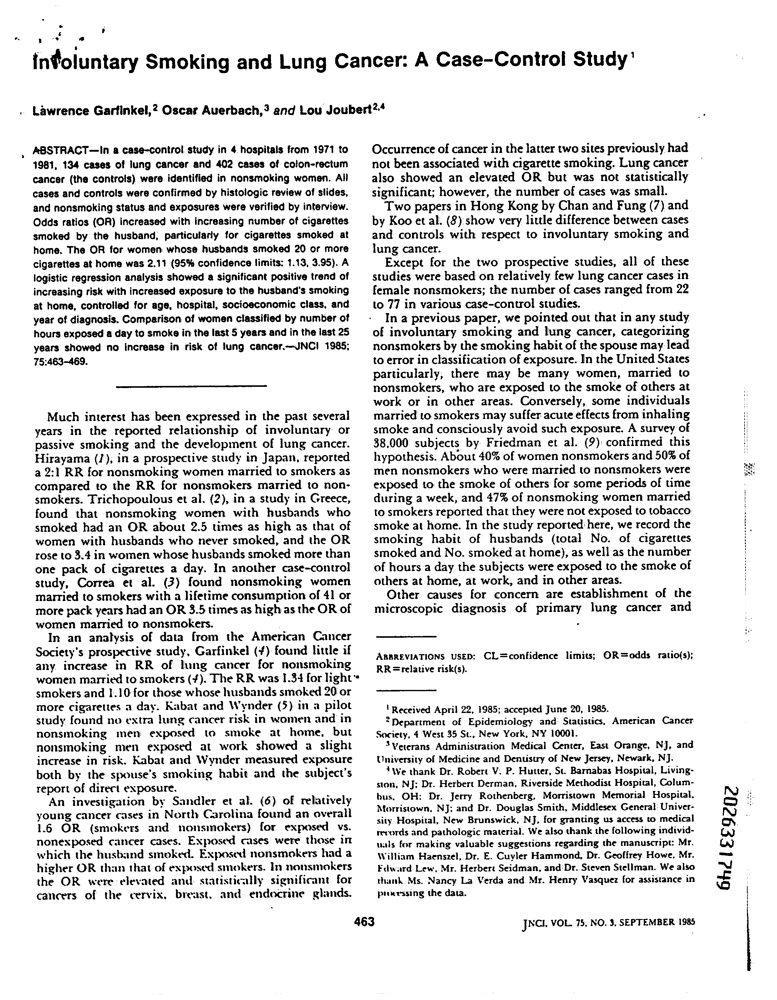 Involuntary Smoking and Lung Cancer: A Case-Control Study¹
Lawrence Garfinkel,² Oscar Auerbach,³ and Lou Joubert²,⁴
ABSTRACT—In a case-control study in 4 hospitals from 1971 to
1981, 134 cases of lung cancer and 402 cases of colon-rectum
cancer (the controls) were identified in nonsmoking women. All
cases and controls were confirmed by histologic review of slides,
and nonsmoking status and exposures were verified by interview.
Odds ratios (OR) increased with increasing number of cigarettes
smoked by the husband, particularly for cigarettes smoked at
home. The OR for women whose husbands smoked 20 or more
cigarettes at home was 2.11 (95% confidence limits: 1.13, 3.95). A
logistic regression analysis showed a significant positive trend of
increasing risk with increased exposure to the husband's smoking
at home, controlled for age, hospital, socioeconomic class, and
year of diagnosis. Comparison of women classified by number of
hours exposed a day to smoke in the last 5 years and in the last 25
years showed no increase in risk of lung cancer.—JNCI 1985;
75:463-469.
Much interest has been expressed in the past several
years in the reported relationship of involuntary or
passive smoking and the development of lung cancer.
Hirayama (1), in a prospective study in Japan, reported
a 2:1 RR for nonsmoking women married to smokers as
compared to the RR for nonsmokers married to non-
smokers. Trichopoulous et al. (2), in a study in Greece,
found that nonsmoking women with husbands who
smoked had an OR about 2.5 times as high as that of
women with husbands who never smoked, and the OR
rose to 3.4 in women whose husbands smoked more than
one pack of cigarettes a day. In another case-control
study, Correa et al. (3) found nonsmoking women
married to smokers with a lifetime consumption of 41 or
more pack years had an OR 3.5 times as high as the OR of
women married to nonsmokers.
In an analysis of data from the American Cancer
Society's prospective study, Garfinkel (4) found little if
any increase in RR of lung cancer for nonsmoking
women married to smokers (4). The RR was 1.34 for light
smokers and 1.10 for those whose husbands smoked 20 or
more cigarettes a day. Kabat and Wynder (5) in a pilot
study found no extra lung cancer risk in women and in
nonsmoking men exposed to smoke at home, but
nonsmoking men exposed at work showed a slight
increase in risk. Kabat and Wynder measured exposure
both by the spouse's smoking habit and the subject's
report of direct exposure.
An investigation by Sandler et al. (6) of relatively
young cancer cases in North Carolina found an overall
1.6 OR (smokers and nonsmokers) for exposed vs.
nonexposed cancer cases. Exposed cases were those in
which the husband smoked. Exposed nonsmokers had a
higher OR than that of exposed smokers. In nonsmokers
the OR were elevated and statistically significant for
cancers of the cervix, breast, and endocrine glands.
Occurrence of cancer in the latter two sites previously had
not been associated with cigarette smoking. Lung cancer
also showed an elevated OR but was not statistically
significant; however, the number of cases was small.
Two papers in Hong Kong by Chan and Fung (7) and
by Koo et al. (8) show very little difference between cases
and controls with respect to involuntary smoking and
lung cancer.
Except for the two prospective studies, all of these
studies were based on relatively few lung cancer cases in
female nonsmokers; the number of cases ranged from 22
to 77 in various case-control studies.
In a previous paper, we pointed out that in any study
of involuntary smoking and lung cancer, categorizing
nonsmokers by the smoking habit of the spouse may lead
to error in classification of exposure. In the United States
particularly, there may be many women, married to
nonsmokers, who are exposed to the smoke of others at
work or in other areas. Conversely, some individuals
married to smokers may suffer acute effects from inhaling
smoke and consciously avoid such exposure. A survey of
38,000 subjects by Friedman et al. (9) confirmed this
hypothesis. About 40% of women nonsmokers and 50% of
men nonsmokers who were married to nonsmokers were
exposed to the smoke of others for some periods of time
during a week, and 47% of nonsmoking women married
to smokers reported that they were not exposed to tobacco
smoke at home. In the study reported here, we record the
smoking habit of husbands (total No. of cigarettes
smoked and No. smoked at home), as well as the number
of hours a day the subjects were exposed to the smoke of
others at home, at work, and in other areas.
Other causes for concern are establishment of the
microscopic diagnosis of primary lung cancer and
ABBREVIATIONS USED: CL=confidence limits; OR=odds ratio(s);
RR=relative risk(s).
¹ Received April 22, 1985; accepted June 20, 1985.
² Department of Epidemiology and Statistics, American Cancer
Society, 4 West 35 St., New York, NY 10001.
³ Veterans Administration Medical Center, East Orange, NJ, and
University of Medicine and Dentistry of New Jersey, Newark, NJ.
⁴ We thank Dr. Robert V. P. Hutter, St. Barnabas Hospital, Living-
ston, NJ; Dr. Herbert Derman, Riverside Methodist Hospital, Colum-
bus, OH; Dr. Jerry Rothenberg, Morristown Memorial Hospital,
Morristown, NJ; and Dr. Douglas Smith, Middlesex General Univer-
sity Hospital, New Brunswick, NJ, for granting us access to medical
records and pathologic material. We also thank the following individ-
uals for making valuable suggestions regarding the manuscript: Mr.
William Haenszel, Dr. E. Cuyler Hammond, Dr. Geoffrey Howe, Mr.
Edward Lew, Mr. Herbert Seidman, and Dr. Steven Stellman. We also
thank Ms. Nancy La Verda and Mr. Henry Vasquez for assistance in
processing the data.
463
JNCI, VOL. 75, NO. 3, SEPTEMBER 1985
2026331749